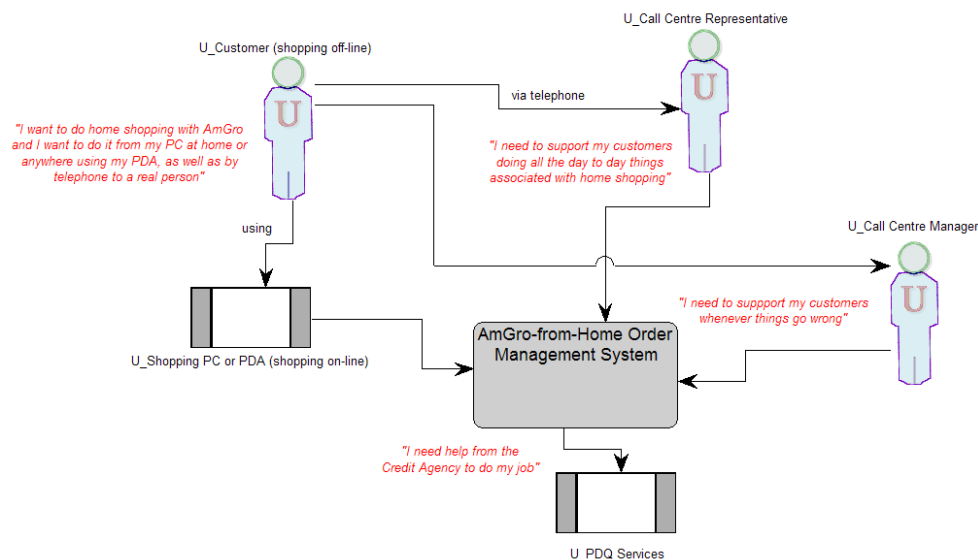 U_Call Centre Representative
U_Customer (shopping off-line)
U
U
via telephone
"I want to do home shopping with AmGro
and I want to do it from my PC at home or
anywhere using my PDA, as well as by
telephone to a real person"
"I need to support my customers
doing all the day to day things
associated with home shopping"
using
U_Call Centre Manager
U
"I need to suppport my customers
whenever things go wrong"
AmGro-from-Home Order
Management System
U_Shopping PC or PDA (shopping on-line)
"I need help from the
Credit Agency to do my job"
U_PDQ Services